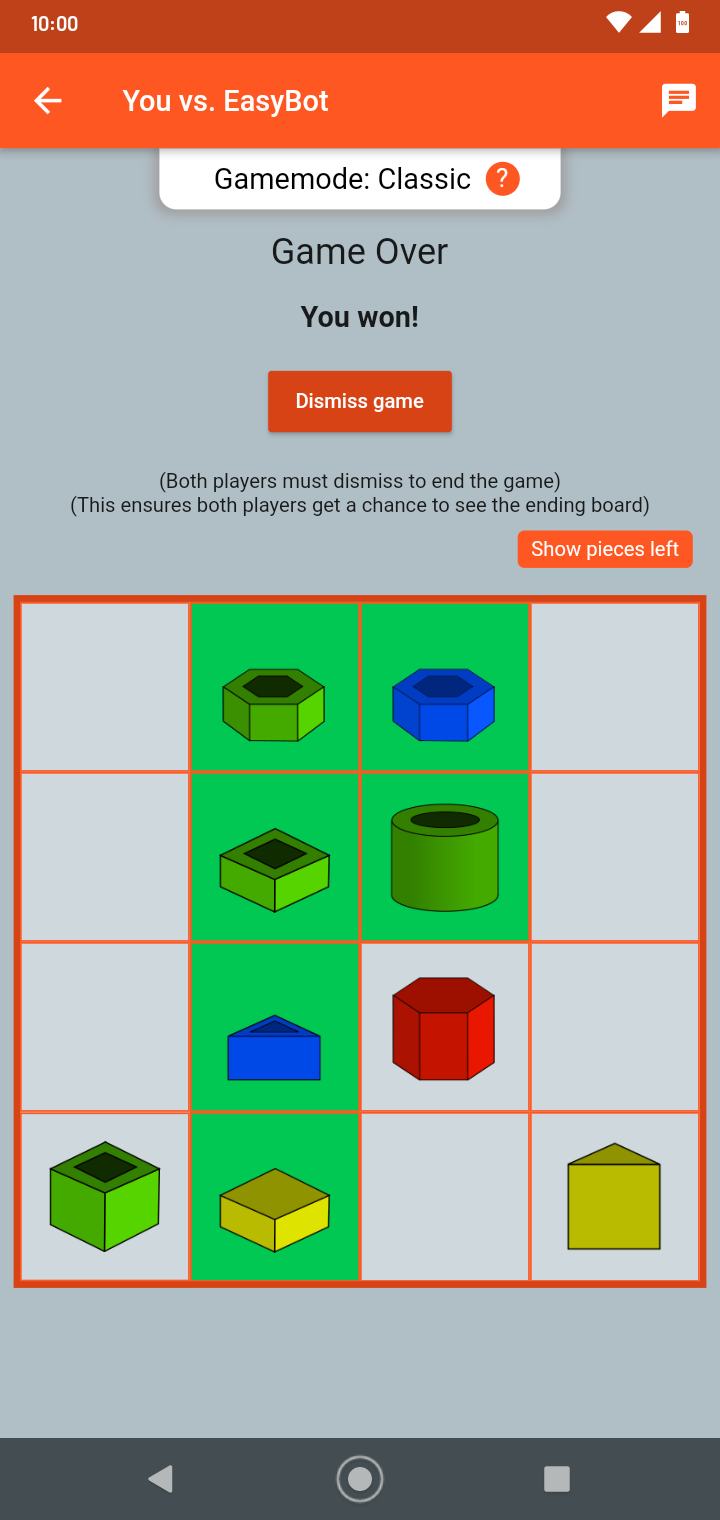 10:00
100
You vs. EasyBot
Gamemode: Classic ?
Game Over
You won!
Dismiss game
(Both players must dismiss to end the game)
(This ensures both players get a chance to see the ending board)
Show pieces left